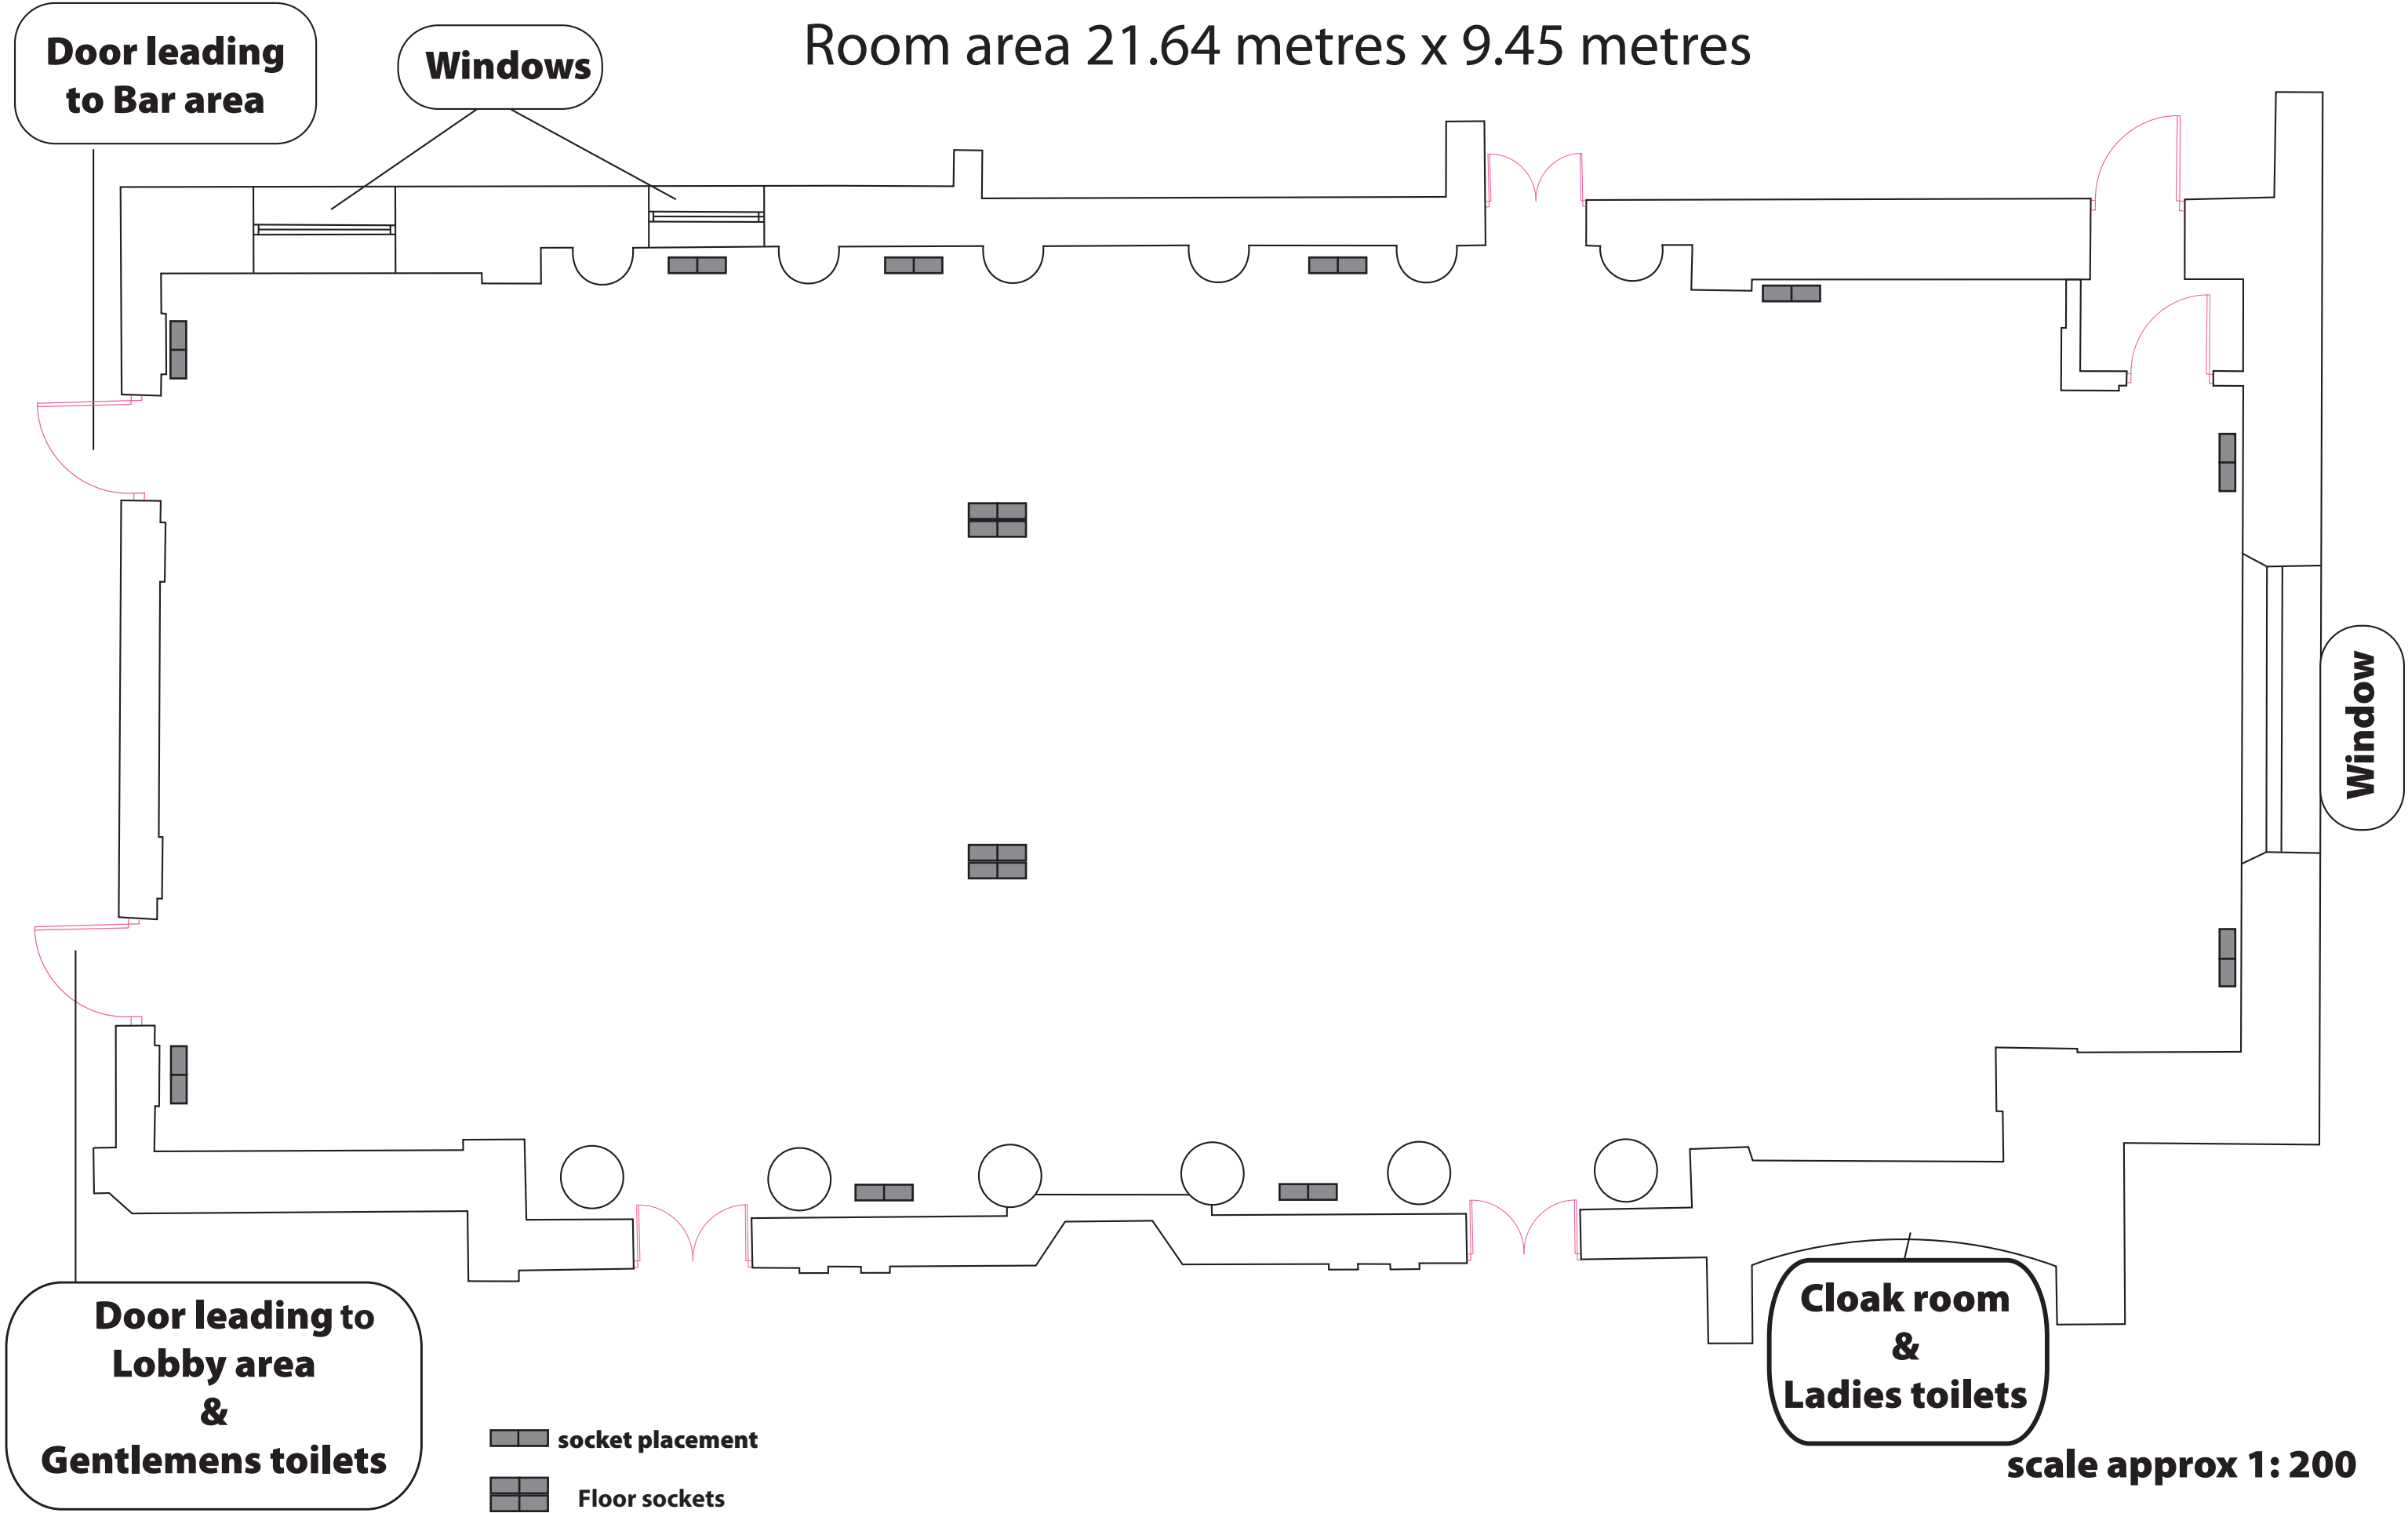 Room area 21.64 metres x 9.45 metres
Door leading
to Bar area
Windows
Window
Door leading to
Lobby area
&
Gentlemens toilets
Cloak room
&
Ladies toilets
socket placement
Floor sockets
scale approx 1: 200